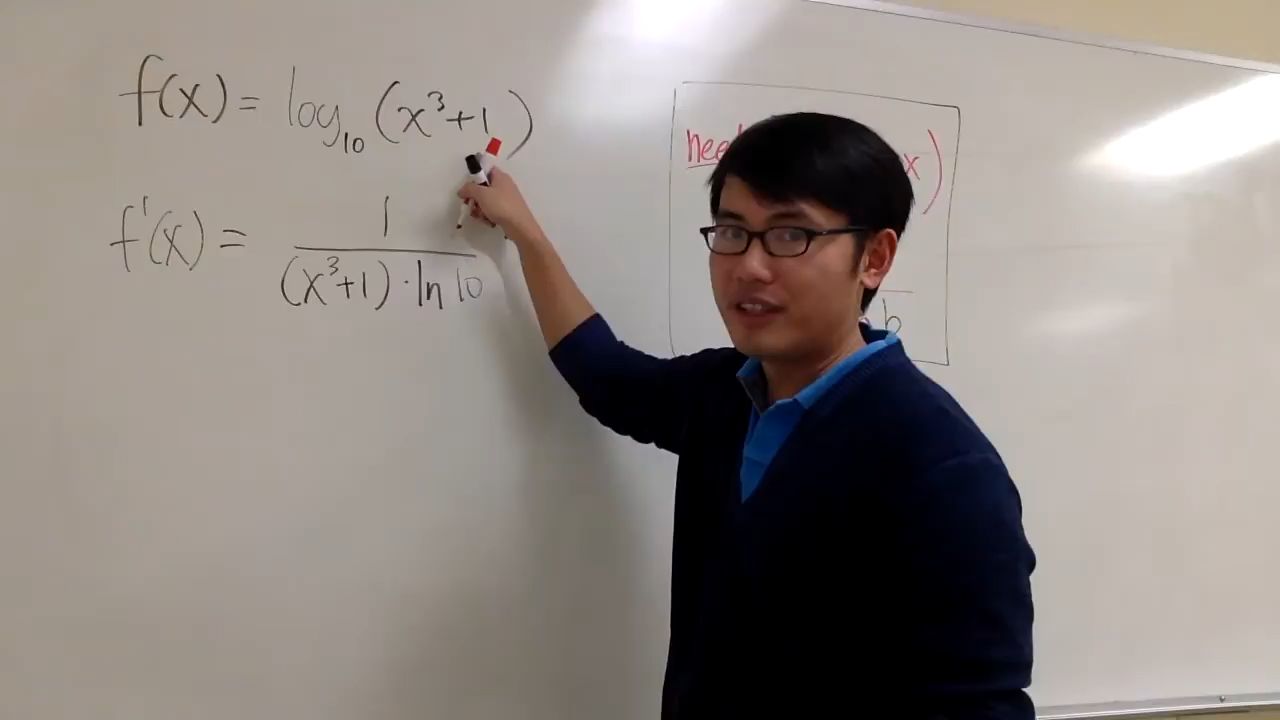 f(x) = log₁₀(x³+1)
f'(x) = 1 / (x³+1)·ln 10
x)
b